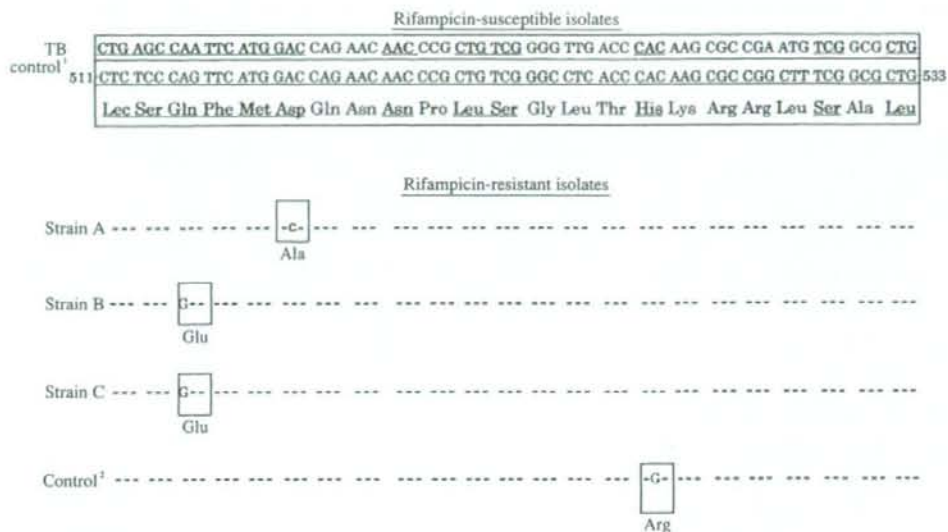 Rifampicin-susceptible isolates
TB control¹ CTG AGC CAA TTC ATG GAC CAG AAC AAC CCG CTG TCG GGG TTG ACC CAC AAG CGC CGA ATG TCG GCG CTG
511 CTC TCC CAG TTC ATG GAC CAG AAC AAC CCG CTG TCG GGC CTC ACC CAC AAG CGC CGG CTT TCG GCG CTG 533
Lec Ser Gln Phe Met Asp Gln Asn Asn Pro Leu Ser Gly Leu Thr His Lys Arg Arg Leu Ser Ala Leu
Rifampicin-resistant isolates
Strain A --- --- --- --- --- -C- --- --- --- --- --- --- --- --- --- --- --- --- --- --- --- --- ---
Ala
Strain B --- --- G-- --- --- --- --- --- --- --- --- --- --- --- --- --- --- --- --- --- --- --- ---
Glu
Strain C --- --- G-- --- --- --- --- --- --- --- --- --- --- --- --- --- --- --- --- --- --- --- ---
Glu
Control² --- --- --- --- --- --- --- --- --- --- --- --- --- --- --- -G- --- --- --- --- --- --- ---
Arg